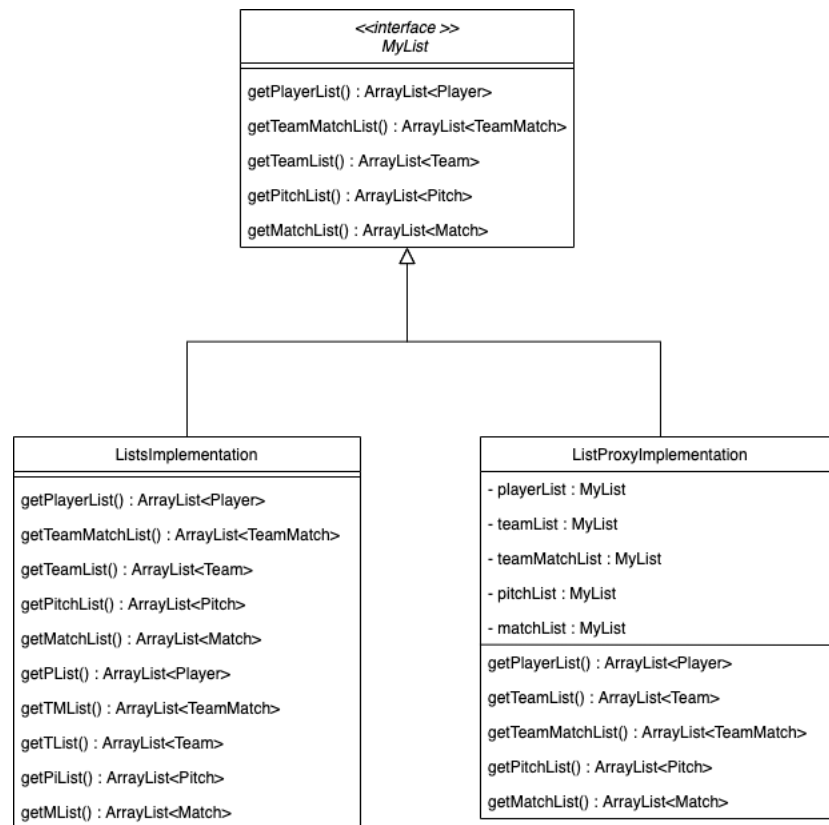 <<interface >>
MyList
getPlayerList() : ArrayList<Player>
getTeamMatchList() : ArrayList<TeamMatch>
getTeamList() : ArrayList<Team>
getPitchList() : ArrayList<Pitch>
getMatchList() : ArrayList<Match>
ListsImplementation
getPlayerList() : ArrayList<Player>
getTeamMatchList() : ArrayList<TeamMatch>
getTeamList() : ArrayList<Team>
getPitchList() : ArrayList<Pitch>
getMatchList() : ArrayList<Match>
getPList() : ArrayList<Player>
getTMList() : ArrayList<TeamMatch>
getTList() : ArrayList<Team>
getPiList() : ArrayList<Pitch>
getMList() : ArrayList<Match>
ListProxyImplementation
- playerList : MyList
- teamList : MyList
- teamMatchList : MyList
- pitchList : MyList
- matchList : MyList
getPlayerList() : ArrayList<Player>
getTeamList() : ArrayList<Team>
getTeamMatchList() : ArrayList<TeamMatch>
getPitchList() : ArrayList<Pitch>
getMatchList() : ArrayList<Match>